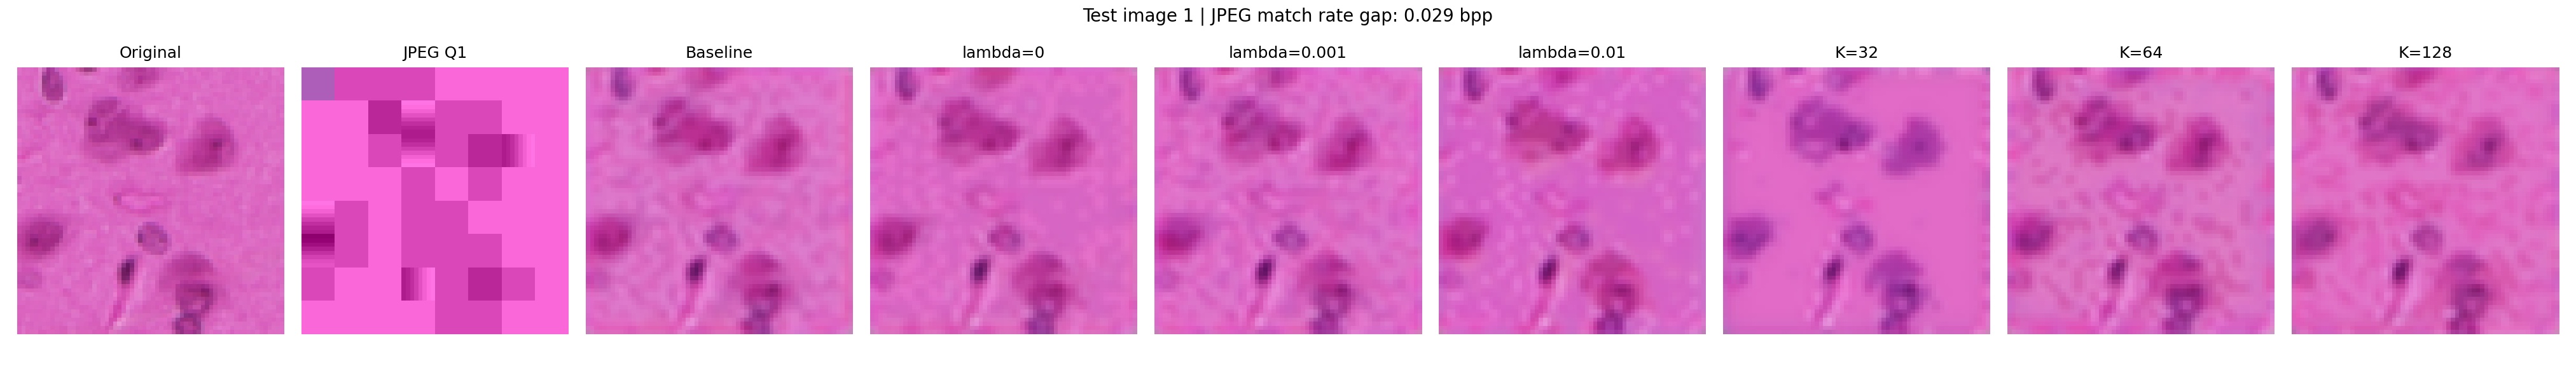 Test image 1 | JPEG match rate gap: 0.029 bpp
Original JPEG Q1 Baseline lambda=0 lambda=0.001 lambda=0.01 K=32 K=64 K=128